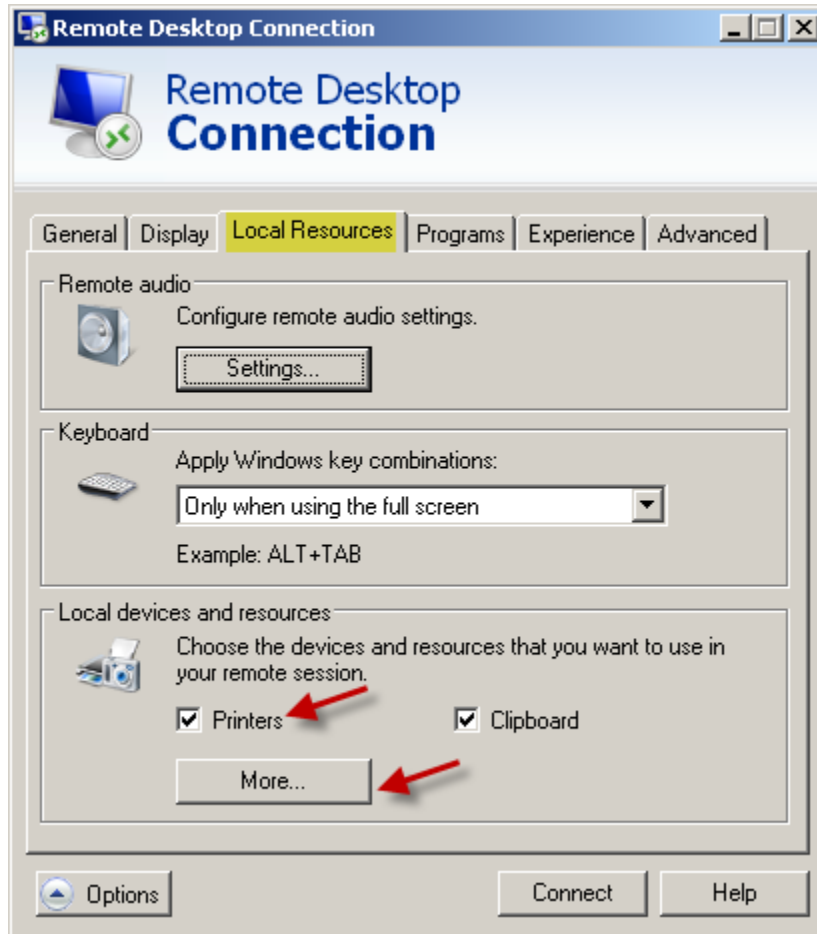 Remote Desktop Connection
Remote Desktop
Connection
General Display Local Resources Programs Experience Advanced
Remote audio
Configure remote audio settings.
Settings...
Keyboard
Apply Windows key combinations:
Only when using the full screen
Example: ALT+TAB
Local devices and resources
Choose the devices and resources that you want to use in
your remote session.
Printers Clipboard
More...
Options Connect Help